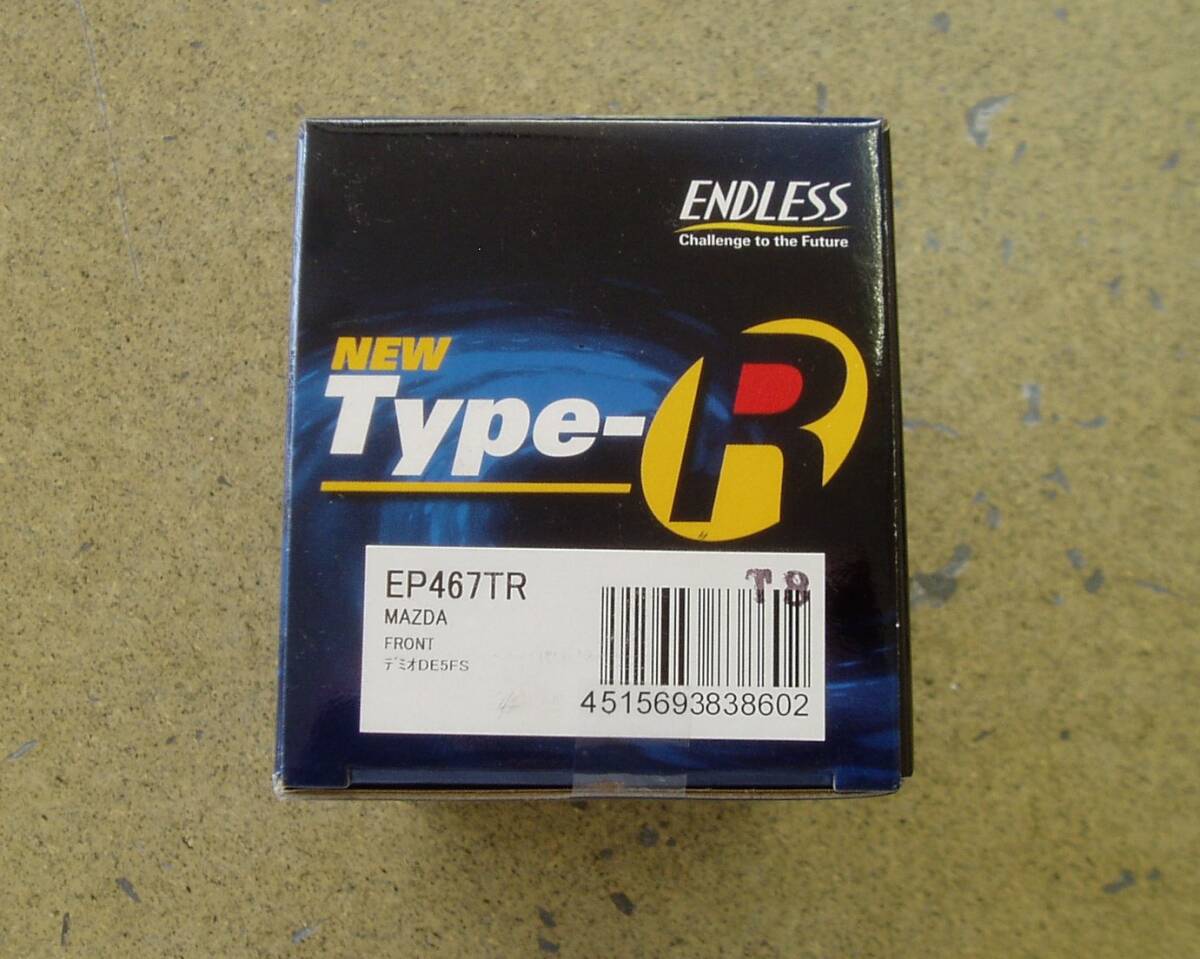 ENDLESS
Challenge to the Future
NEW
Type-R
EP467TR
T 8
MAZDA
FRONT
デミオDE5FS
4515693838602